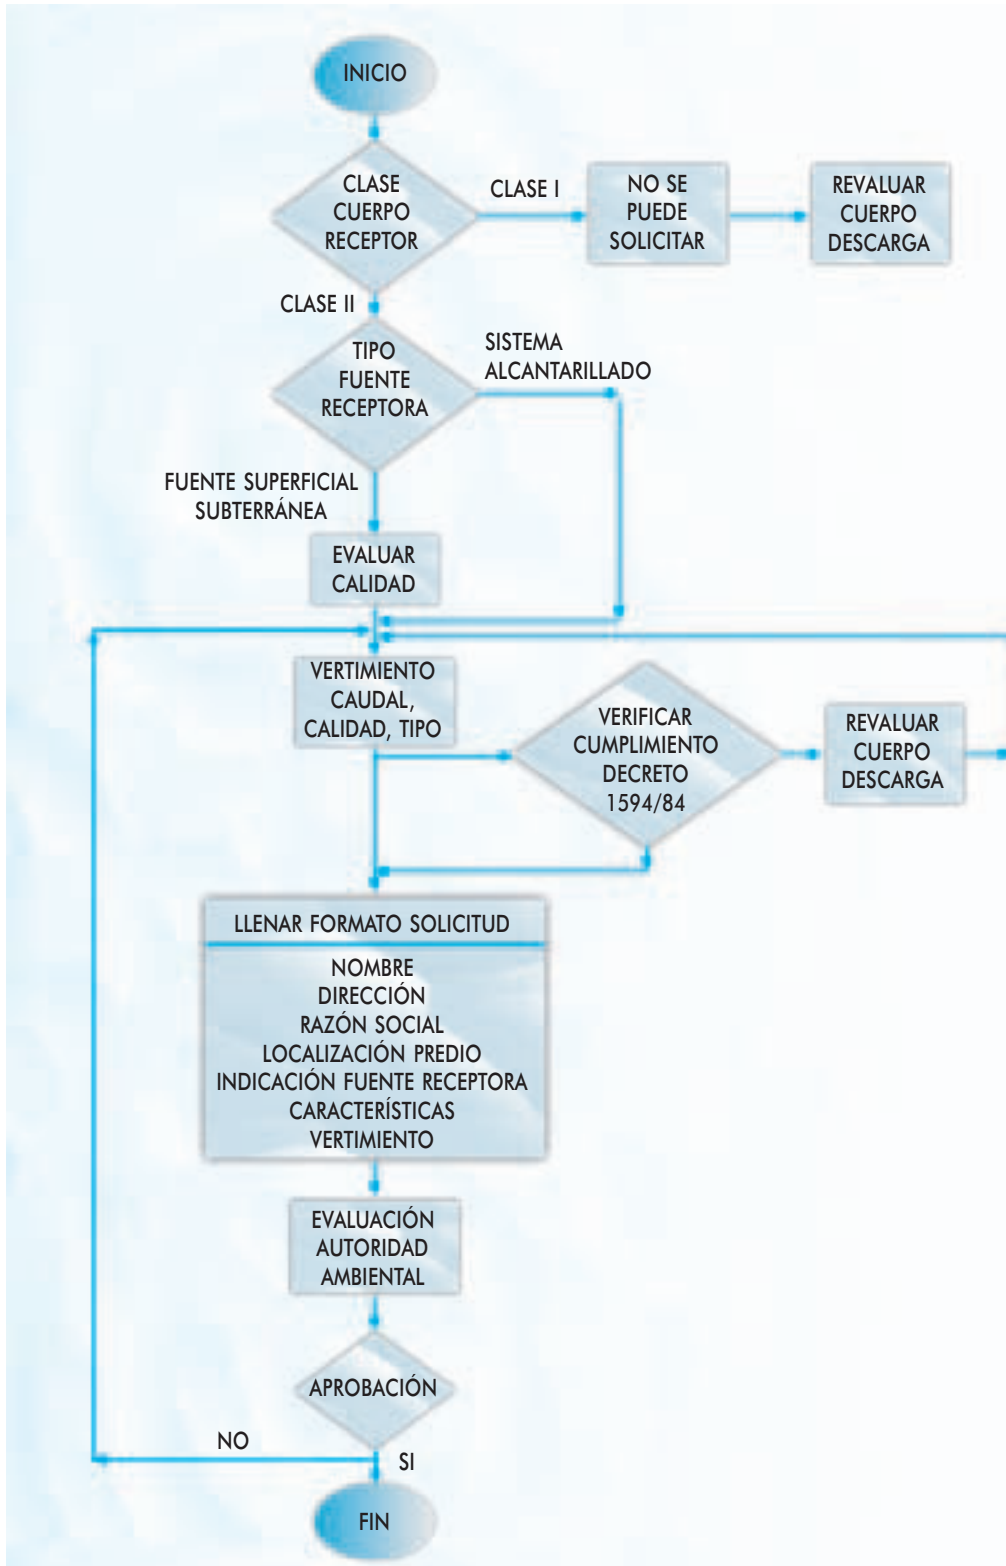 INICIO
CLASE
CUERPO
RECEPTOR
CLASE I
NO SE
PUEDE
SOLICITAR
REVALUAR
CUERPO
DESCARGA
CLASE II
TIPO
FUENTE
RECEPTORA
SISTEMA
ALCANTARILLADO
FUENTE SUPERFICIAL
SUBTERRÁNEA
EVALUAR
CALIDAD
VERTIMIENTO
CAUDAL,
CALIDAD, TIPO
VERIFICAR
CUMPLIMIENTO
DECRETO
1594/84
REVALUAR
CUERPO
DESCARGA
LLENAR FORMATO SOLICITUD
NOMBRE
DIRECCIÓN
RAZÓN SOCIAL
LOCALIZACIÓN PREDIO
INDICACIÓN FUENTE RECEPTORA
CARACTERÍSTÍCAS
VERTIMIENTO
EVALUACIÓN
AUTORIDAD
AMBIENTAL
APROBACIÓN
NO
SI
FIN